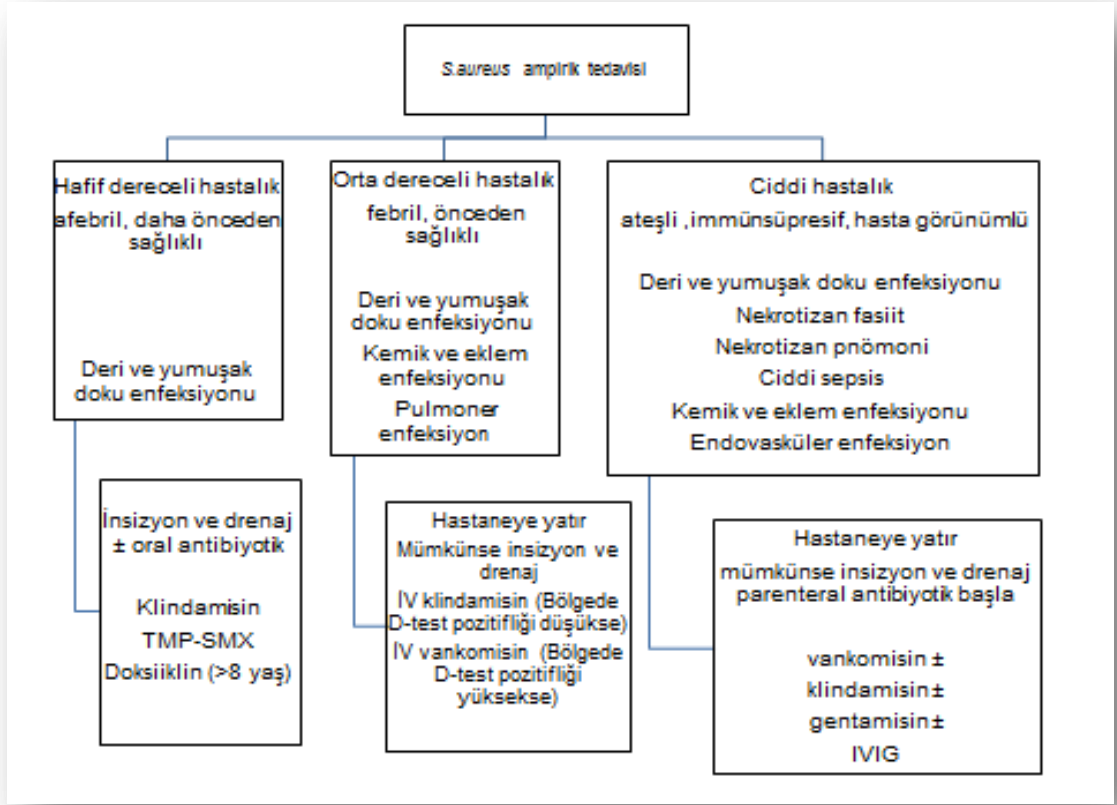 S.aureus ampirik tedavisi
Hafif dereceli hastalık
afebril, daha önceden
sağlıklı
Deri ve yumuşak
doku enfeksiyonu
Orta dereceli hastalık
febril, önceden
sağlıklı
Deri ve yumuşak
doku enfeksiyonu
Kemik ve eklem
enfeksiyonu
Pulmoner
enfeksiyon
Ciddi hastalık
ateşli ,immünsüpresif, hasta görünümlü
Deri ve yumuşak doku enfeksiyonu
Nekrotizan fasiit
Nekrotizan pnömoni
Ciddi sepsis
Kemik ve eklem enfeksiyonu
Endovasküler enfeksiyon
İnsizyon ve drenaj
± oral antibiyotik
Klindamisin
TMP-SMX
Doksiiklin (>8 yaş)
Hastaneye yatır
Mümkünse insizyon ve
drenaj
İV klindamisin (Bölgede
D-test pozitifliği düşükse)
İV vankomisin (Bölgede
D-test pozitifliği
yüksekse)
Hastaneye yatır
mümkünse insizyon ve drenaj
parenteral antibiyotik başla
vankomisin ±
klindamisin ±
gentamisin ±
IVIG